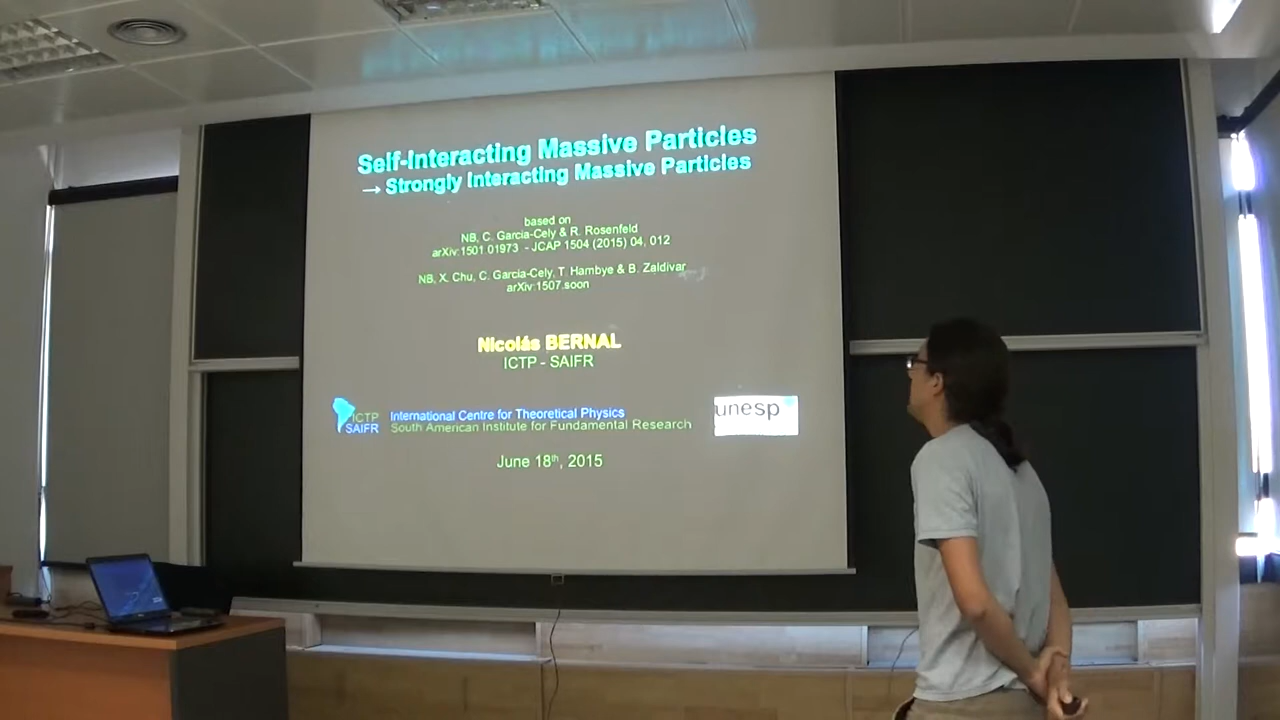 Self-Interacting Massive Particles
→ Strongly Interacting Massive Particles
based on
NB, C. Garcia-Cely & R. Rosenfeld
arXiv:1501.01973 - JCAP 1504 (2015) 04, 012
NB, X. Chu, C. Garcia-Cely, T. Hambye & B. Zaldivar
arXiv:1507.soon
Nicolás BERNAL
ICTP - SAIFR
ICTP
SAIFR
International Centre for Theoretical Physics
South American Institute for Fundamental Research
unesp
June 18th, 2015